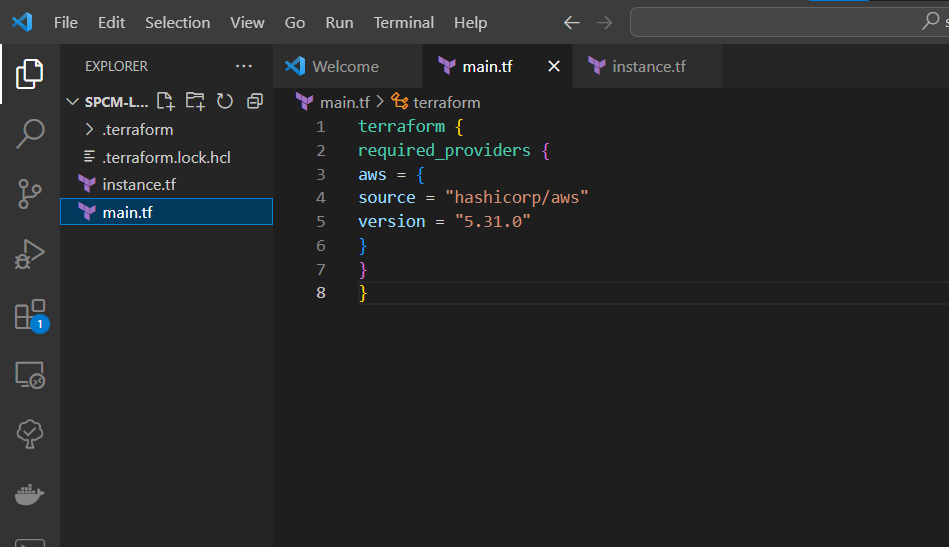 File Edit Selection View Go Run Terminal Help
EXPLORER ...
Welcome main.tf instance.tf
SPCM-L...
.terraform
.terraform.lock.hcl
instance.tf
main.tf
1
main.tf > terraform
1 terraform {
2 required_providers {
3 aws = {
4 source = "hashicorp/aws"
5 version = "5.31.0"
6 }
7 }
8 }